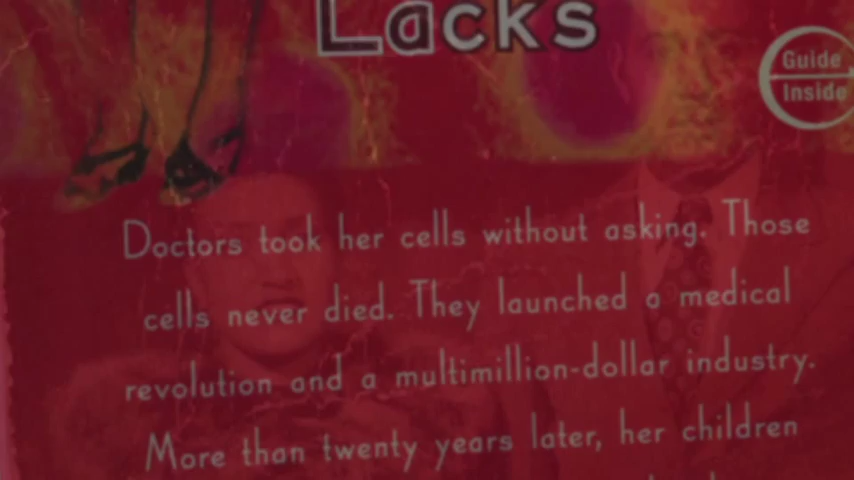 Lacks
Guide
Inside
Doctors took her cells without asking. Those
cells never died. They launched a medical
revolution and a multimillion-dollar industry.
More than twenty years later, her children